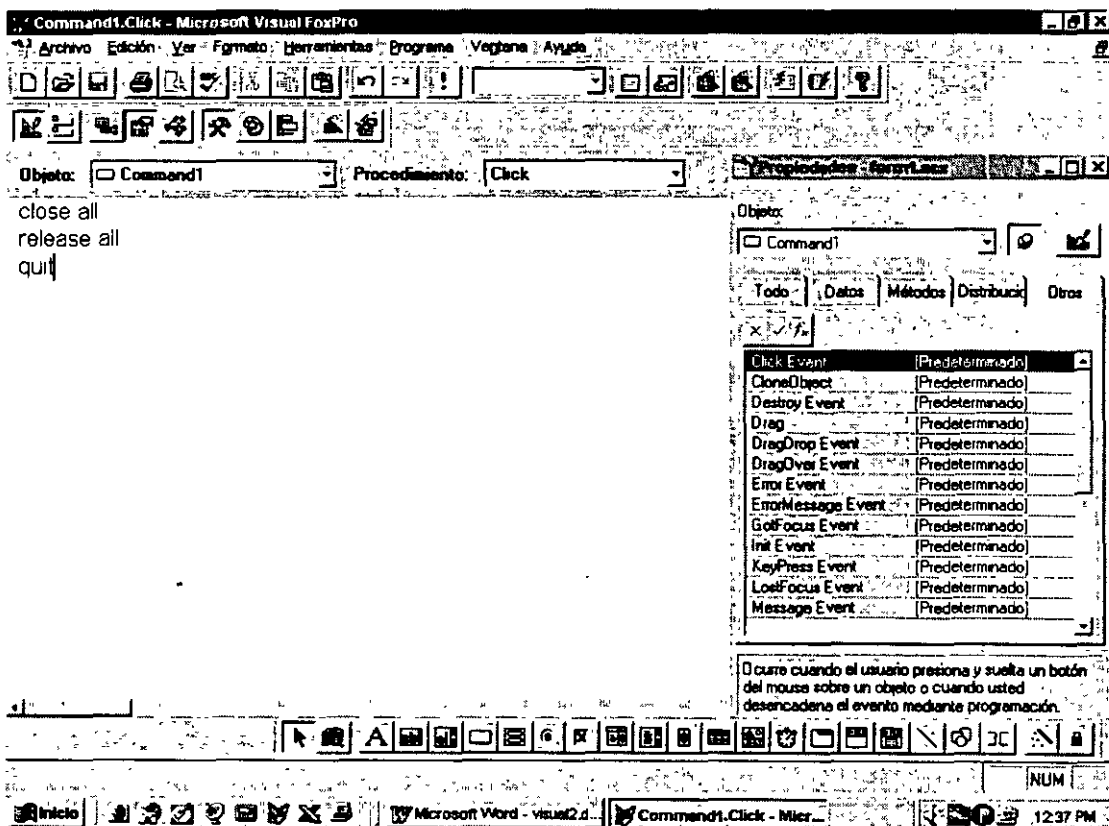 Command1.Click - Microsoft Visual FoxPro
Archivo Edición Ver Formato Herramientas Programa Ventana Ayuda
Objeto: Command1 Procedimiento: Click
close all
release all
quit
Propiedades - form1.scx
Objeto:
Command1
Todo Datos Métodos Distribució Otros
Click Event [Predeterminado]
CloneObject [Predeterminado]
Destroy Event [Predeterminado]
Drag [Predeterminado]
DragDrop Event [Predeterminado]
DragOver Event [Predeterminado]
Error Event [Predeterminado]
ErrorMessage Event [Predeterminado]
GotFocus Event [Predeterminado]
Init Event [Predeterminado]
KeyPress Event [Predeterminado]
LostFocus Event [Predeterminado]
Message Event [Predeterminado]
Ocurre cuando el usuario presiona y suelta un botón
del mouse sobre un objeto o cuando usted
desencadena el evento mediante programación.
NUM
Inicio Microsoft Word - visual2.d... Command1.Click - Micr... 12:37 PM